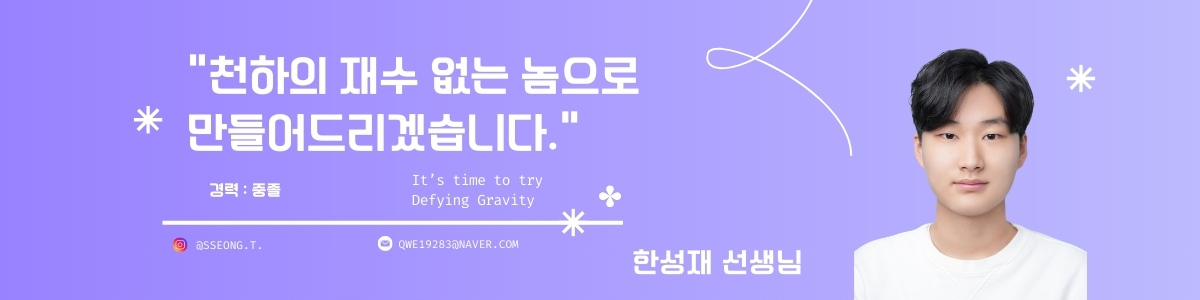 "천하의 재수 없는 놈으로
만들어드리겠습니다."
경력 : 중졸
It's time to try
Defying Gravity
@SSEONG.T.
QWE19283@NAVER.COM
한성재 선생님